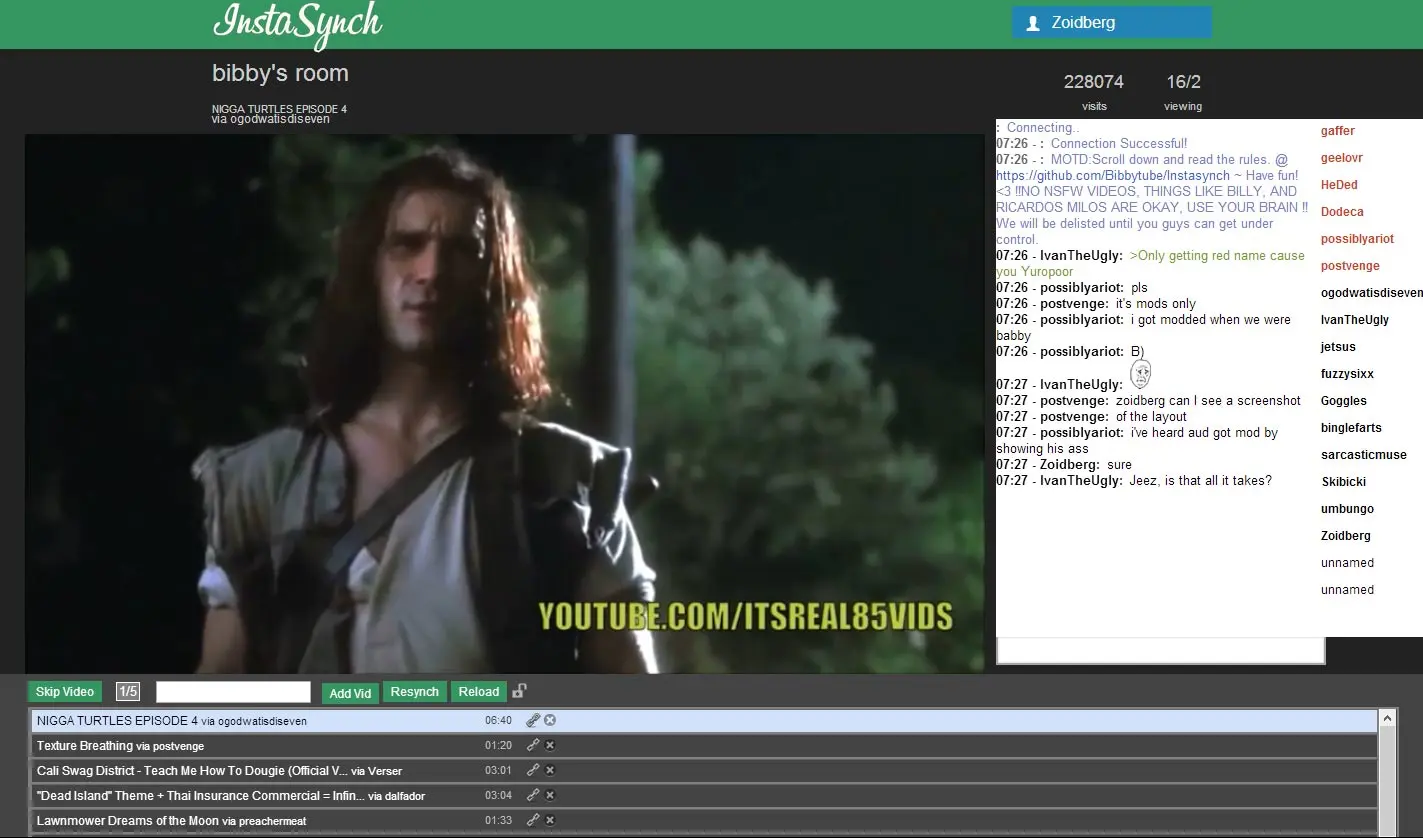 InstaSynch
Zoidberg
bibby's room
228074
16/2
visits
viewing
NIGGA TURTLES EPISODE 4
via ogodwatisdiseven
: Connecting..
07:26 - : Connection Successful!
07:26 - : MOTD:Scroll down and read the rules. @
https://github.com/Bibbytube/Instasynch ~ Have fun!
<3 !!NO NSFW VIDEOS, THINGS LIKE BILLY, AND
RICARDOS MILOS ARE OKAY, USE YOUR BRAIN !!
We will be delisted until you guys can get under
control.
07:26 - IvanTheUgly: >Only getting red name cause
you Yuropoor
07:26 - possiblyariot: pls
07:26 - postvenge: it's mods only
07:26 - possiblyariot: i got modded when we were
babby
07:26 - possiblyariot: B)
07:27 - IvanTheUgly:
07:27 - postvenge: zoidberg can I see a screenshot
07:27 - postvenge: of the layout
07:27 - possiblyariot: i've heard aud got mod by
showing his ass
07:27 - Zoidberg: sure
07:27 - IvanTheUgly: Jeez, is that all it takes?
gaffer
geelovr
HeDed
Dodeca
possiblyariot
postvenge
ogodwatisdiseven
IvanTheUgly
jetsus
fuzzysixx
Goggles
binglefarts
sarcasticmuse
Skibicki
umbungo
Zoidberg
unnamed
unnamed
YOUTUBE.COM/ITSREAL85VIDS
Skip Video 1/5 Add Vid Resynch Reload
NIGGA TURTLES EPISODE 4 via ogodwatisdiseven 06:40
Texture Breathing via postvenge 01:20
Cali Swag District - Teach Me How To Dougie (Official V... via Verser 03:01
"Dead Island" Theme + Thai Insurance Commercial = Infin... via dalfador 03:04
Lawnmower Dreams of the Moon via preachermeat 01:33